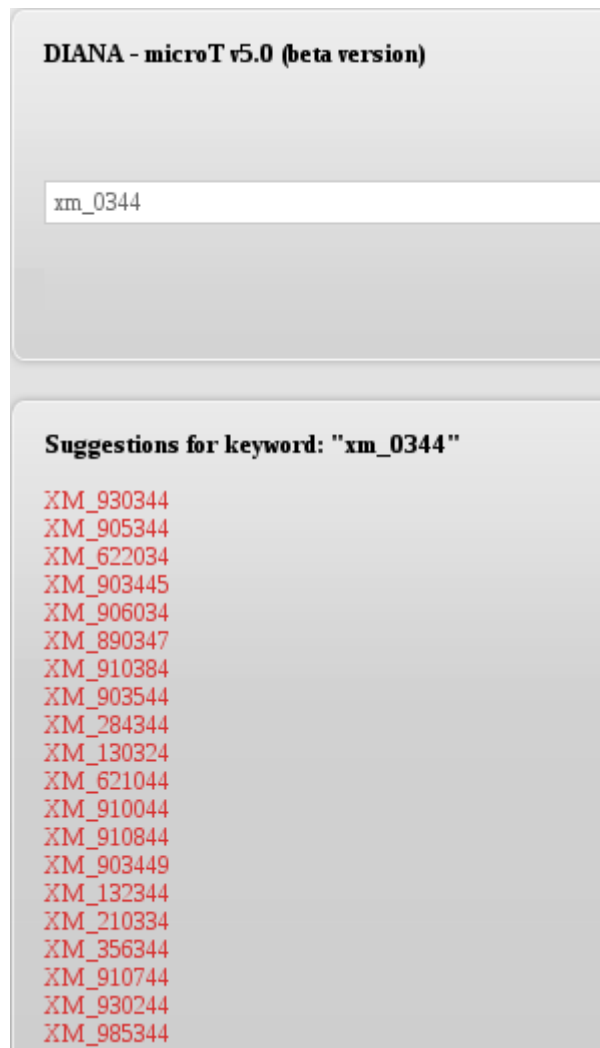 DIANA - microT v5.0 (beta version)
xm_0344
Suggestions for keyword: "xm_0344"
XM_930344
XM_905344
XM_622034
XM_903445
XM_906034
XM_890347
XM_910384
XM_903544
XM_284344
XM_130324
XM_621044
XM_910044
XM_910844
XM_903449
XM_132344
XM_210334
XM_356344
XM_910744
XM_930244
XM_985344